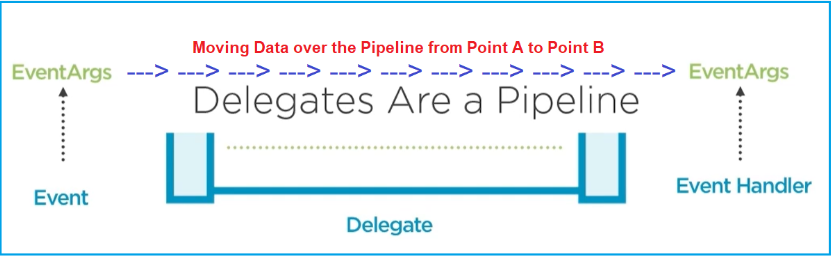 Moving Data over the Pipeline from Point A to Point B
EventArgs ---> ---> ---> ---> ---> ---> ---> ---> ---> ---> ---> EventArgs
Delegates Are a Pipeline
Event
Event Handler
Delegate